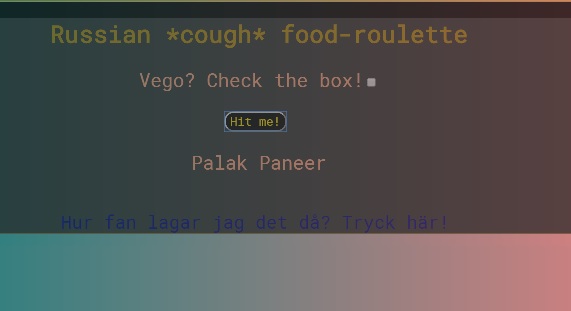 Russian *cough* food-roulette
Vego? Check the box!
Hit me!
Palak Paneer
Hur fan lagar jag det då? Tryck här!